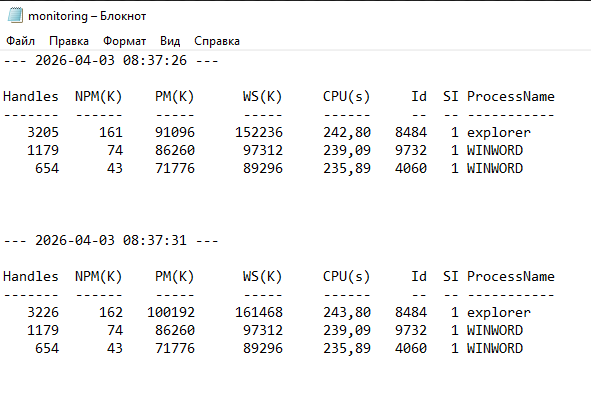 monitoring – Блокнот
Файл Правка Формат Вид Справка
--- 2026-04-03 08:37:26 ---
Handles  NPM(K)    PM(K)      WS(K)     CPU(s)     Id  SI ProcessName
-------  ------    -----      -----     ------     --  -- -----------
   3205     161    91096     152236     242,80   8484   1 explorer
   1179      74    86260      97312     239,09   9732   1 WINWORD
    654      43    71776      89296     235,89   4060   1 WINWORD
--- 2026-04-03 08:37:31 ---
Handles  NPM(K)    PM(K)      WS(K)     CPU(s)     Id  SI ProcessName
-------  ------    -----      -----     ------     --  -- -----------
   3226     162   100192     161468     243,80   8484   1 explorer
   1179      74    86260      97312     239,09   9732   1 WINWORD
    654      43    71776      89296     235,89   4060   1 WINWORD